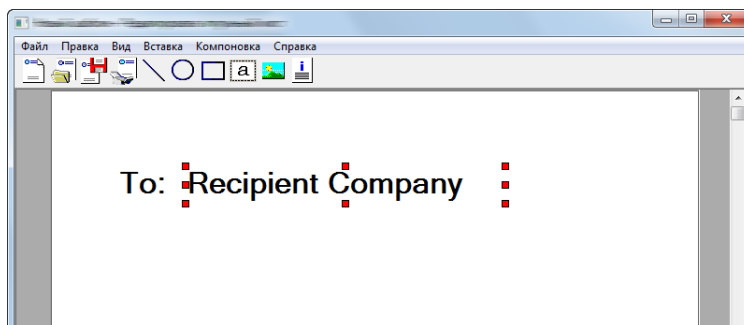 Файл Правка Вид Вставка Компоновка Справка
a
To: Recipient Company